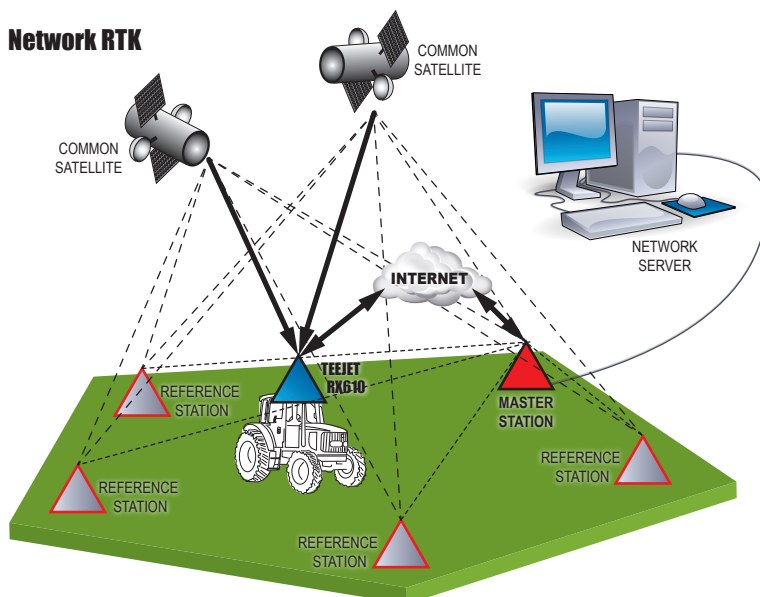 Network RTK
COMMON
SATELLITE
COMMON
SATELLITE
NETWORK
SERVER
INTERNET
TEEJET
RX610
REFERENCE
STATION
MASTER
STATION
REFERENCE
STATION
REFERENCE
STATION
REFERENCE
STATION